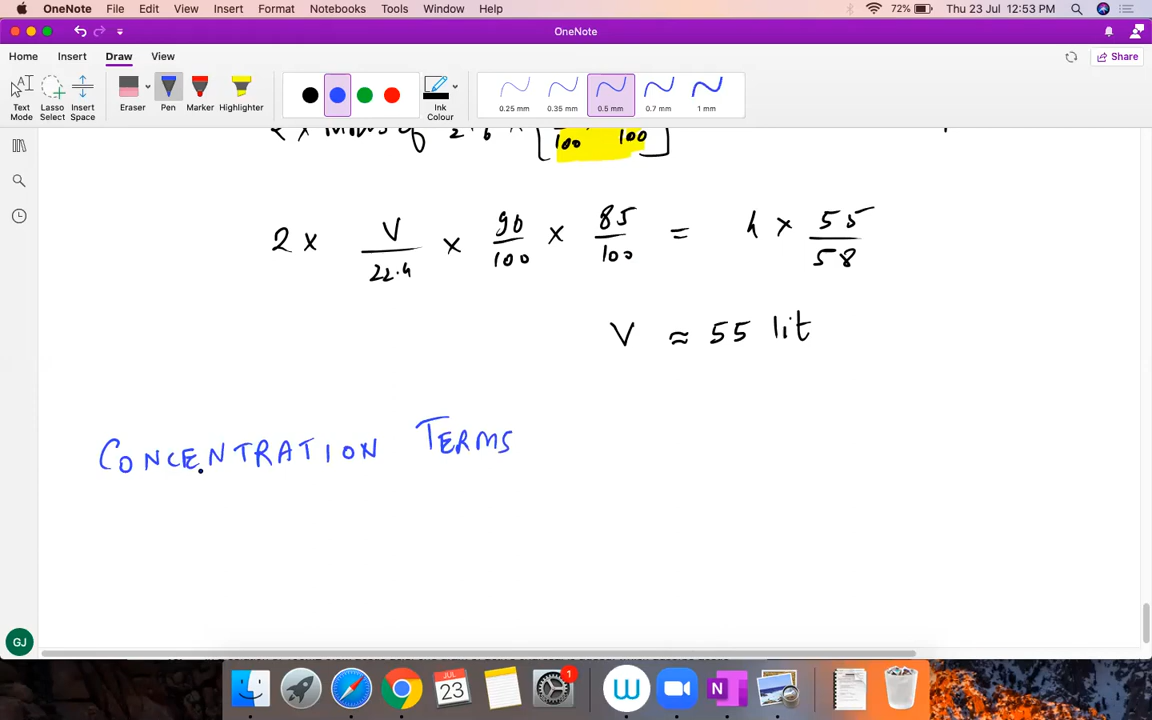 OneNote File Edit View Insert Format Notebooks Tools Window Help 72% Thu 23 Jul 12:53 PM
OneNote
Home Insert Draw View Share
Text Mode Lasso Select Insert Space Eraser Pen Marker Highlighter Ink Colour 0.25 mm 0.35 mm 0.5 mm 0.7 mm 1 mm
100 100
2 × V/22.4 × 90/100 × 85/100 = 4 × 55/58
V ≈ 55 lit
CONCENTRATION TERMS
GJ
JUL 23 1